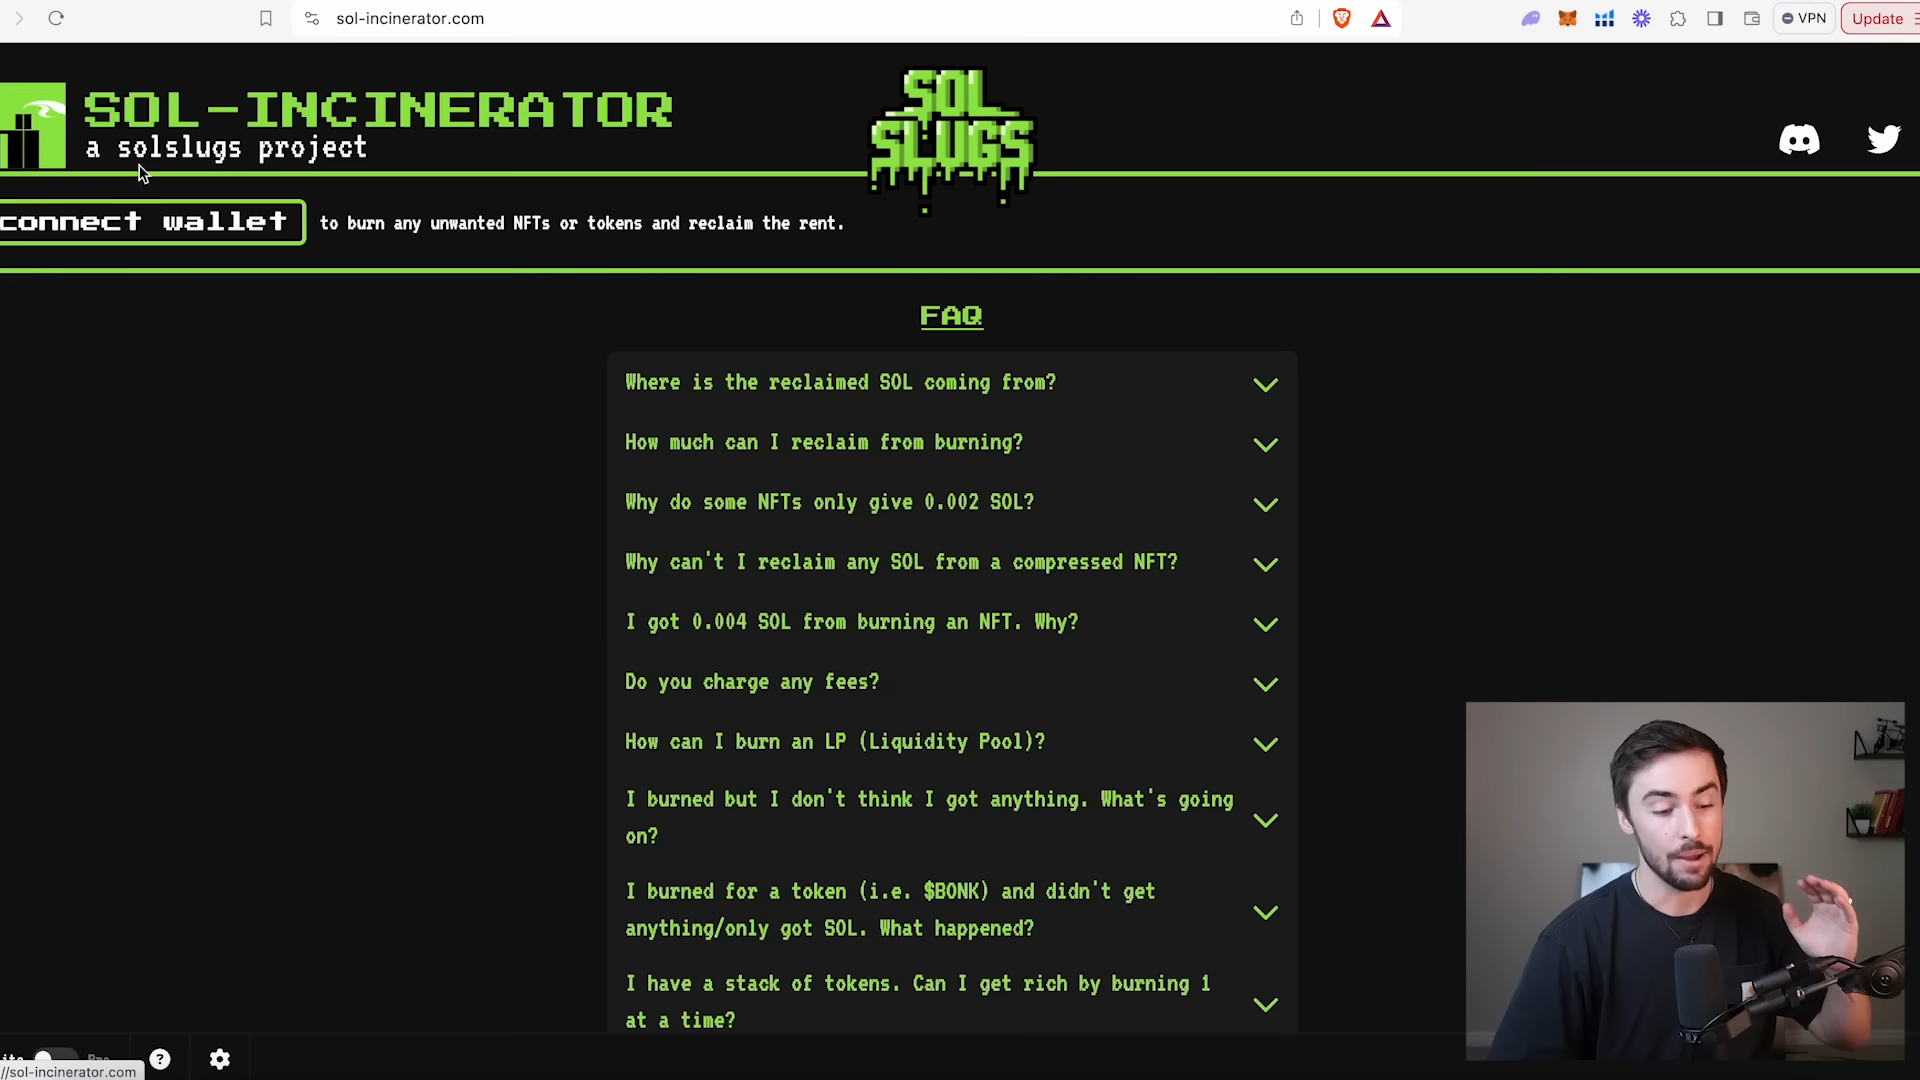 sol-incinerator.com
VPN
Update
SOL-INCINERATOR
a solslugs project
SOL
SLUGS
connect wallet
to burn any unwanted NFTs or tokens and reclaim the rent.
FAQ
Where is the reclaimed SOL coming from?
How much can I reclaim from burning?
Why do some NFTs only give 0.002 SOL?
Why can't I reclaim any SOL from a compressed NFT?
I got 0.004 SOL from burning an NFT. Why?
Do you charge any fees?
How can I burn an LP (Liquidity Pool)?
I burned but I don't think I got anything. What's going
on?
I burned for a token (i.e. $BONK) and didn't get
anything/only got SOL. What happened?
I have a stack of tokens. Can I get rich by burning 1
at a time?
?
//sol-incinerator.com